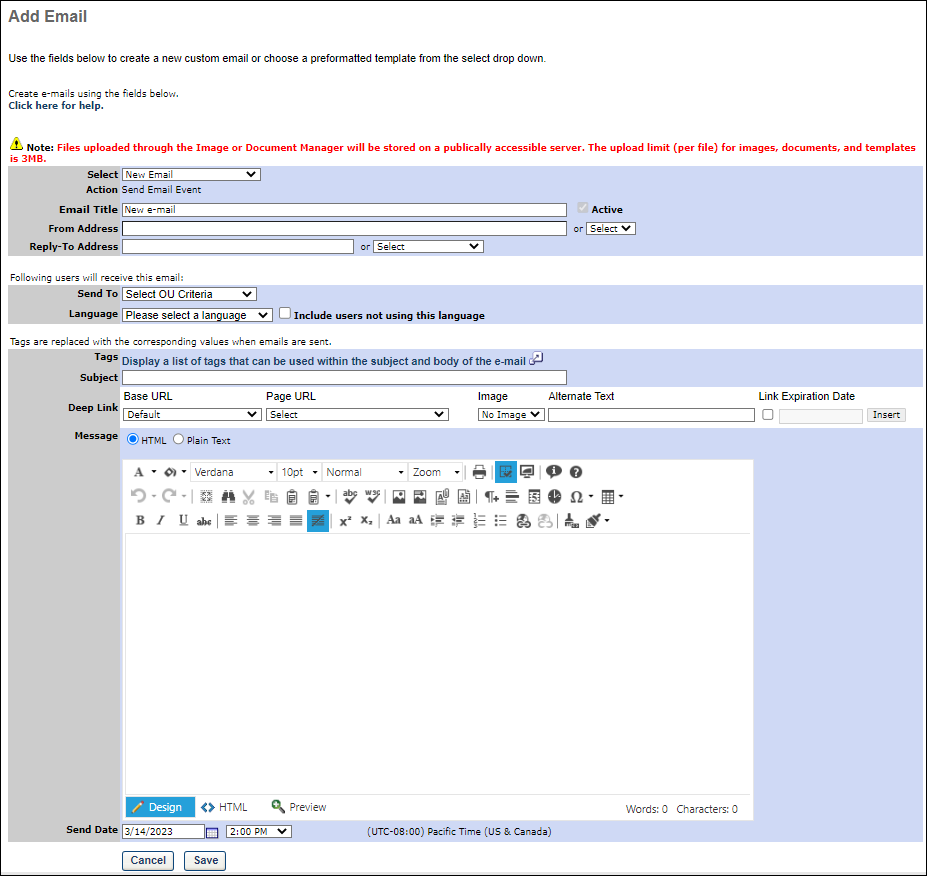 Add Email
Use the fields below to create a new custom email or choose a preformatted template from the select drop down.
Create e-mails using the fields below.
Click here for help.
Note: Files uploaded through the Image or Document Manager will be stored on a publically accessible server. The upload limit (per file) for images, documents, and templates
is 3MB.
Select New Email
Action Send Email Event
Email Title New e-mail Active
From Address or Select
Reply-To Address or Select
Following users will receive this email:
Send To Select OU Criteria
Language Please select a language Include users not using this language
Tags are replaced with the corresponding values when emails are sent.
Tags Display a list of tags that can be used within the subject and body of the e-mail
Subject
Base URL Page URL Image Alternate Text Link Expiration Date
Deep Link Default Select No Image Insert
Message HTML Plain Text
A Verdana 10pt Normal Zoom
abc W3C Ω
B I U abc x² x₂ Aa aA
Design HTML Preview Words: 0 Characters: 0
Send Date 3/14/2023 2:00 PM (UTC-08:00) Pacific Time (US & Canada)
Cancel Save